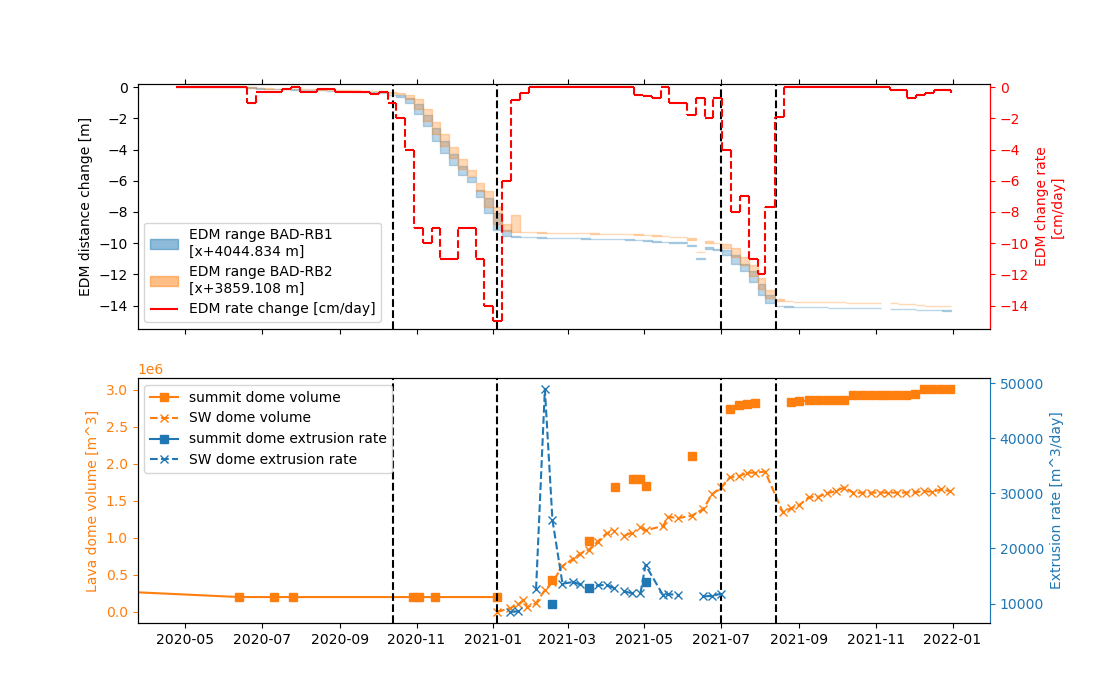 0
−2
−4
−6
−8
−10
−12
−14
EDM distance change [m]
EDM range BAD-RB1
[x+4044.834 m]
EDM range BAD-RB2
[x+3859.108 m]
EDM rate change [cm/day]
0
−2
−4
−6
−8
−10
−12
−14
EDM change rate
[cm/day]
1e6
3.0
2.5
2.0
1.5
1.0
0.5
0.0
Lava dome volume [m^3]
summit dome volume
SW dome volume
summit dome extrusion rate
SW dome extrusion rate
50000
40000
30000
20000
10000
Extrusion rate [m^3/day]
2020-05 2020-07 2020-09 2020-11 2021-01 2021-03 2021-05 2021-07 2021-09 2021-11 2022-01